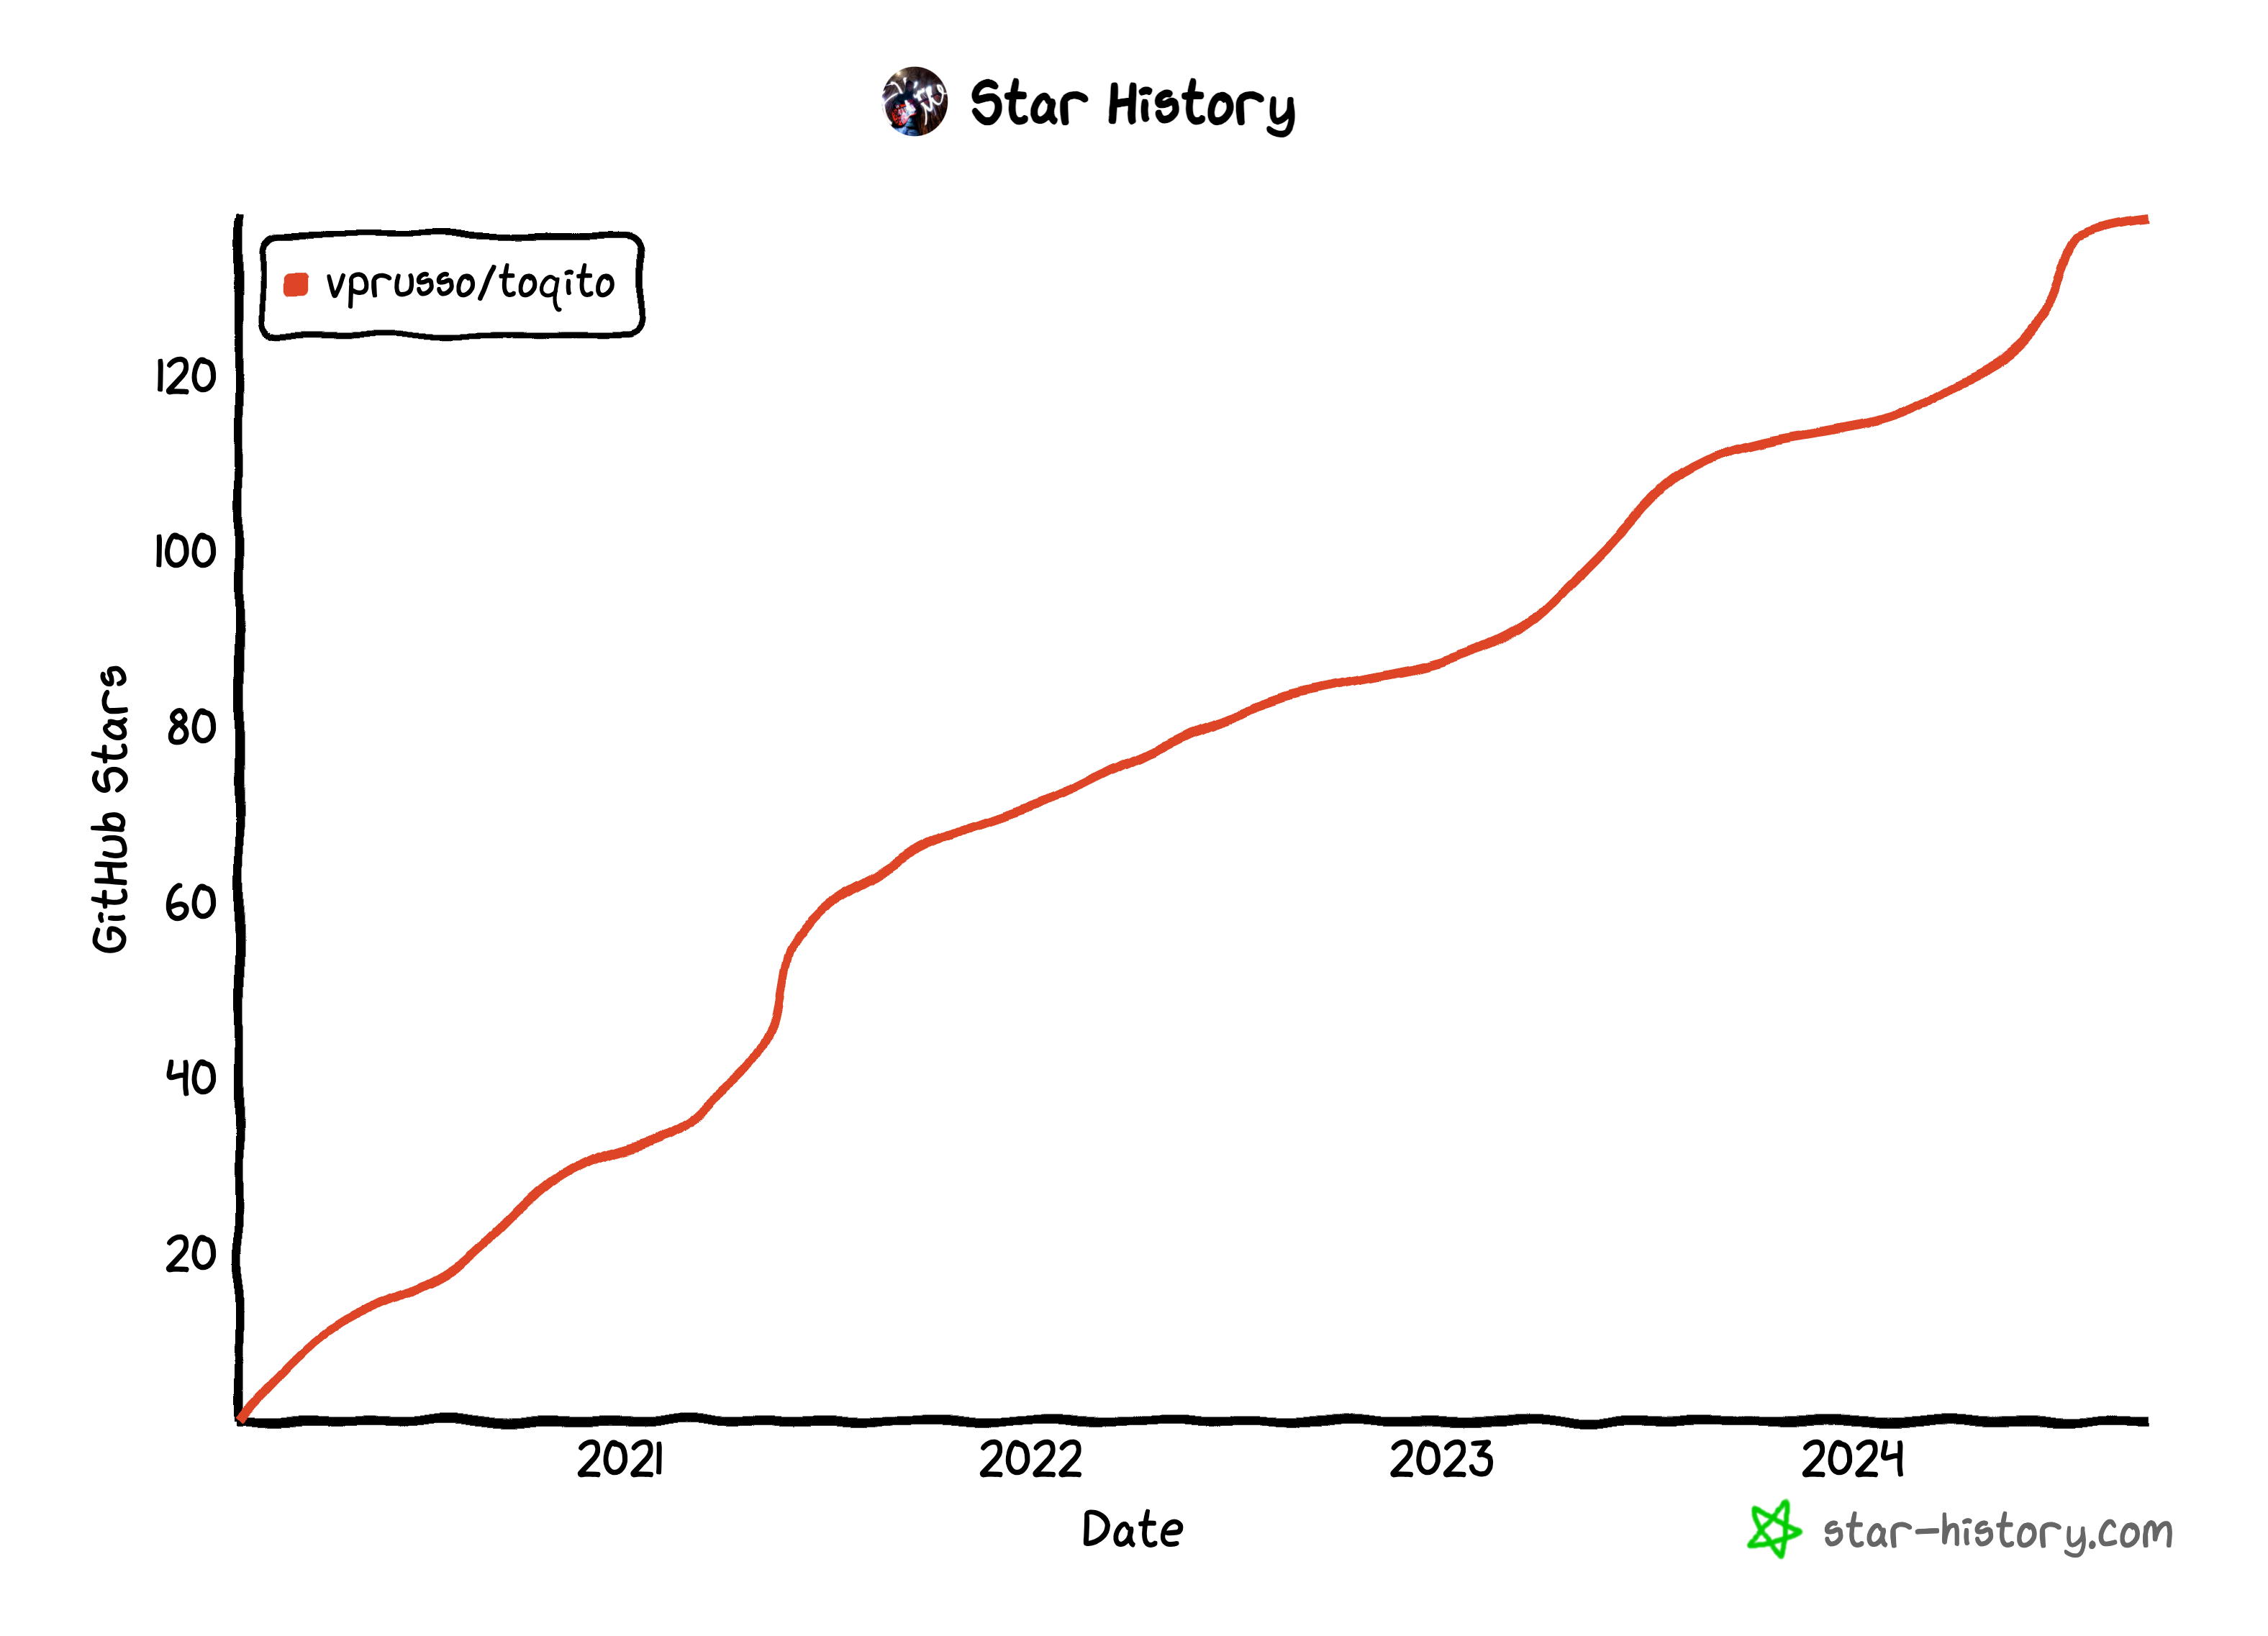 Star History
vprusso/toqito
120
100
80
60
40
20
GitHub Stars
2021 2022 2023 2024
Date
star-history.com